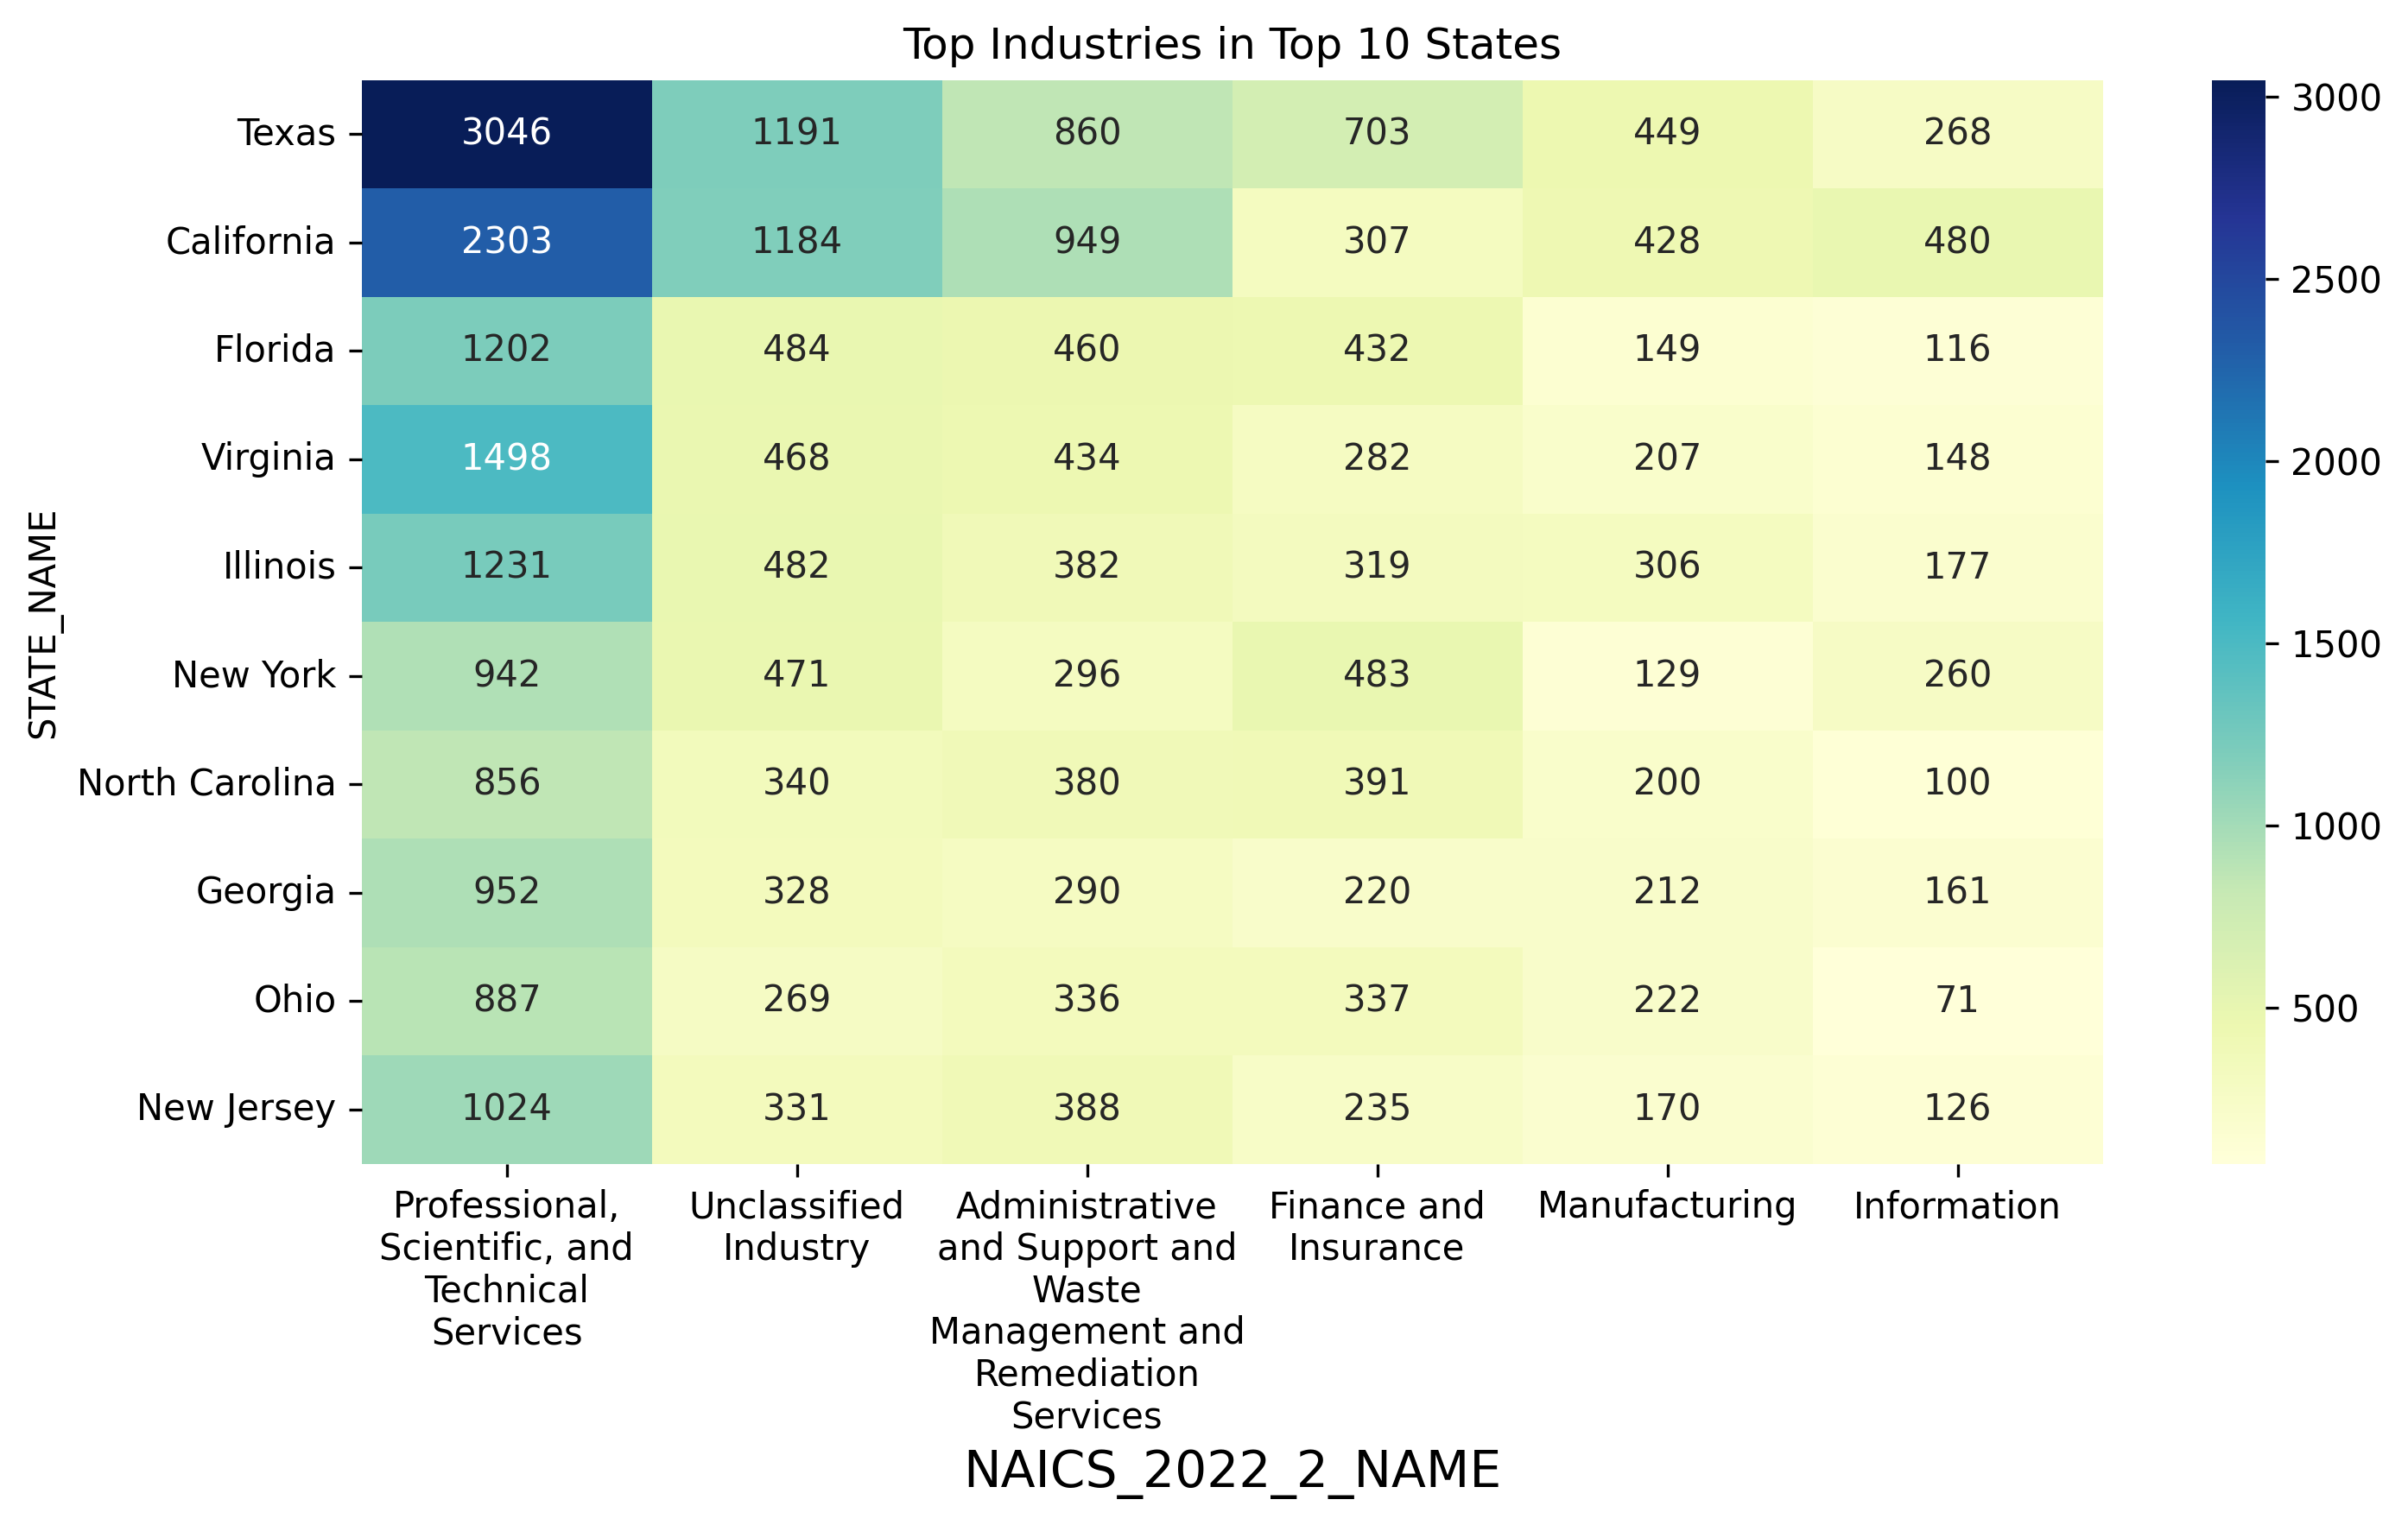 Top Industries in Top 10 States
STATE_NAME
Texas 3046 1191 860 703 449 268
California 2303 1184 949 307 428 480
Florida 1202 484 460 432 149 116
Virginia 1498 468 434 282 207 148
Illinois 1231 482 382 319 306 177
New York 942 471 296 483 129 260
North Carolina 856 340 380 391 200 100
Georgia 952 328 290 220 212 161
Ohio 887 269 336 337 222 71
New Jersey 1024 331 388 235 170 126
Professional,
Scientific, and
Technical
Services
Unclassified
Industry
Administrative
and Support and
Waste
Management and
Remediation
Services
Finance and
Insurance
Manufacturing
Information
NAICS_2022_2_NAME
3000
2500
2000
1500
1000
500